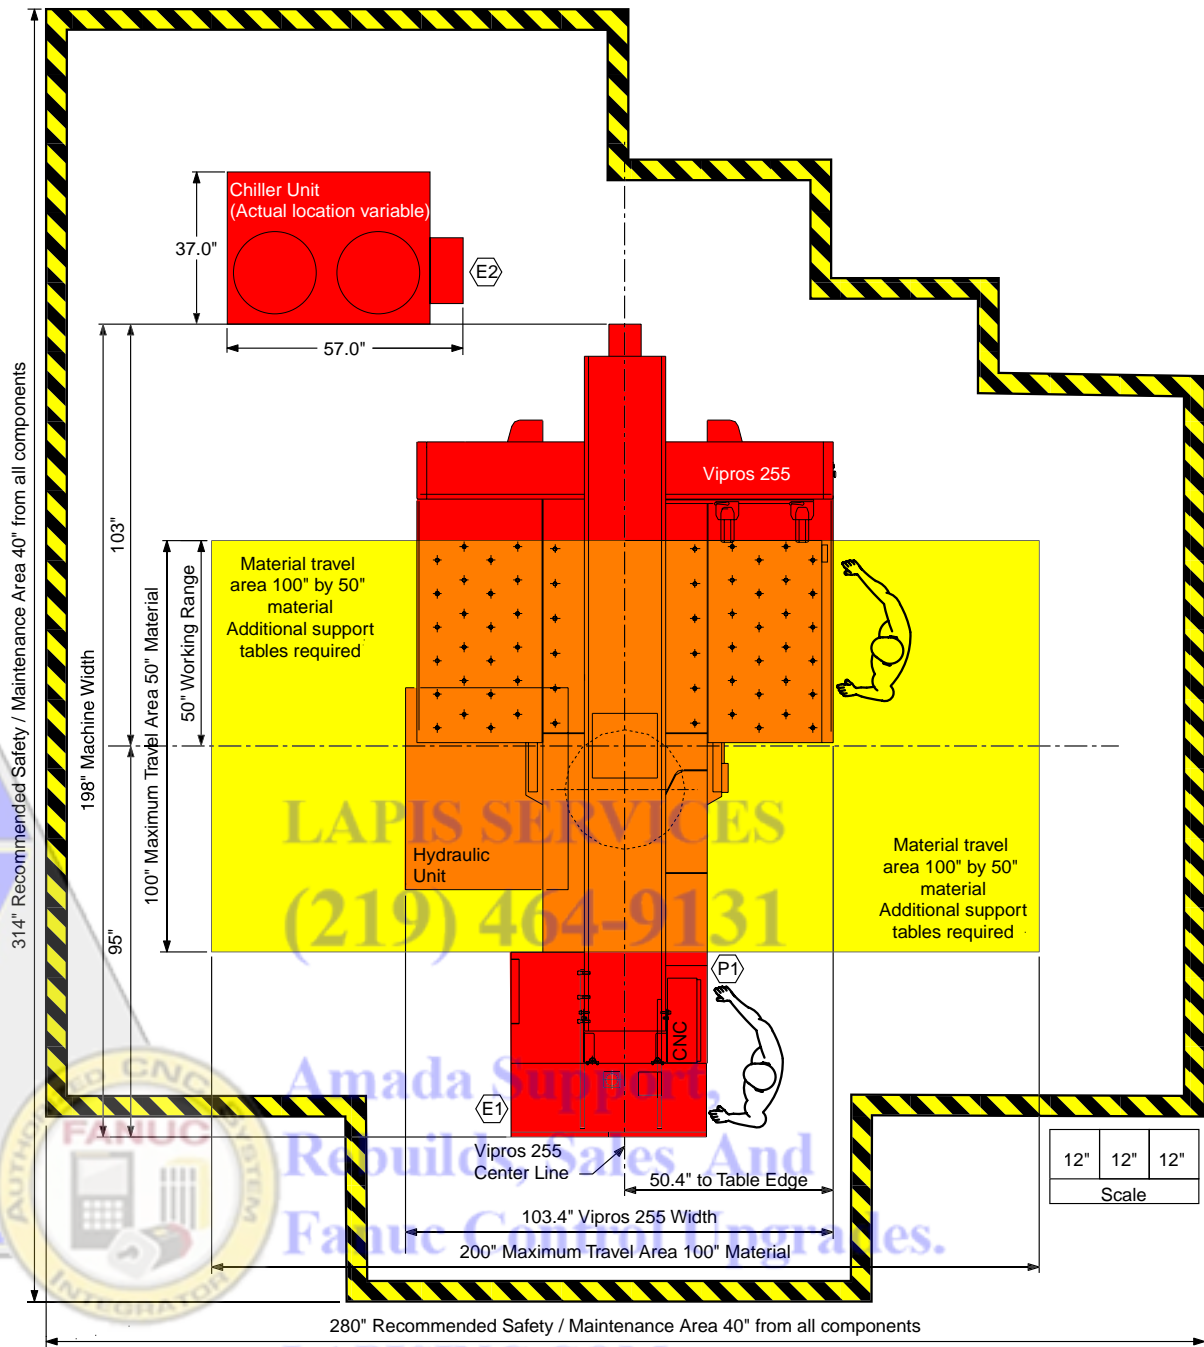 Chiller Unit
(Actual location variable)
37.0"
E2
57.0"
314" Recommended Safety / Maintenance Area 40" from all components
198" Machine Width
103"
95"
100" Maximum Travel Area 50" Material
50" Working Range
Vipros 255
Material travel
area 100" by 50"
material
Additional support
tables required
Hydraulic
Unit
LAPIS SERVICES
(219) 464-9131
Material travel
area 100" by 50"
material
Additional support
tables required
P1
CNC
E1
Amada Support,
Rebuilds, Sales And
Fanuc Control Upgrades.
AUTHORIZED CNC SYSTEM
FANUC
INTEGRATOR
Vipros 255
Center Line
50.4" to Table Edge
103.4" Vipros 255 Width
200" Maximum Travel Area 100" Material
12" 12" 12"
Scale
280" Recommended Safety / Maintenance Area 40" from all components